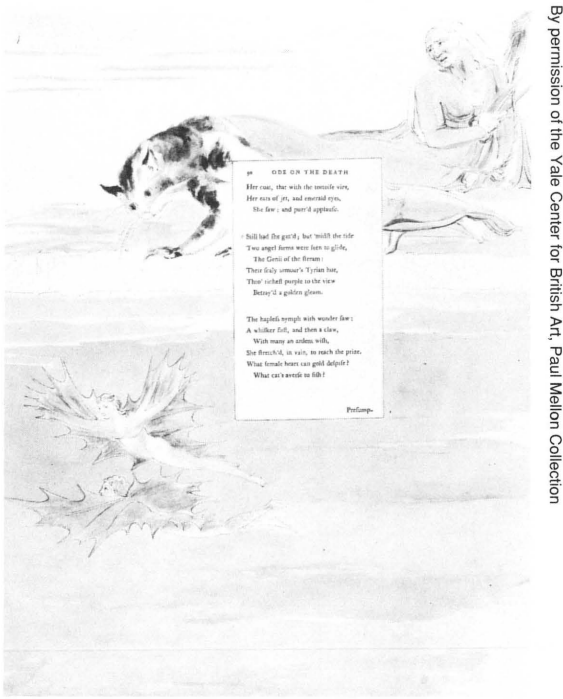 By permission of the Yale Center for British Art, Paul Mellon Collection
50 ODE ON THE DEATH
Her coat, that with the tortoise vies,
Her ears of jet, and emerald eyes,
She saw; and purr'd applause.
Still had she gaz'd; but 'midst the tide
Two angel forms were seen to glide,
The Genii of the stream:
Their scaly armour's Tyrian hue,
Thro' richest purple to the view
Betray'd a golden gleam.
The hapless nymph with wonder saw:
A whisker first, and then a claw,
With many an ardent wish,
She stretch'd, in vain, to reach the prize.
What female heart can gold despise?
What cat's averse to fish?
Presump-